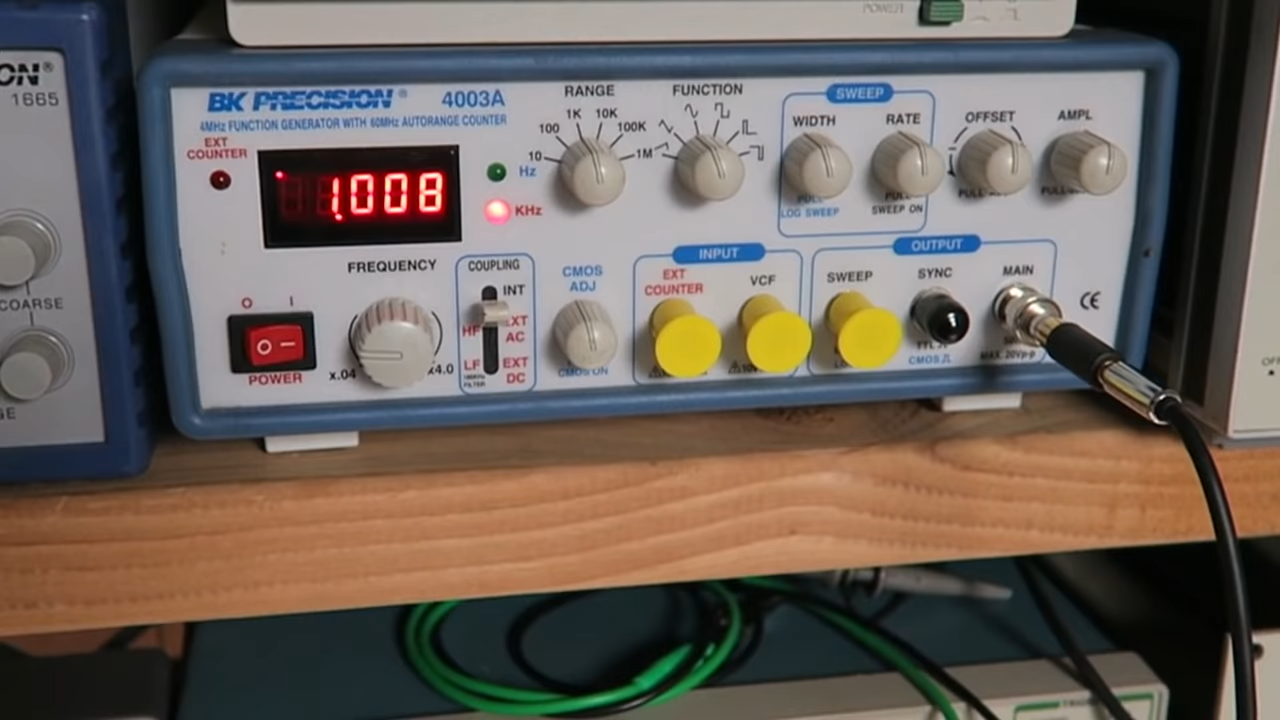 POWER
ON®
1665
COARSE
GE
BK PRECISION® 4003A
4MHz FUNCTION GENERATOR WITH 60MHz AUTORANGE COUNTER
EXT
COUNTER
1.008
Hz
KHz
RANGE
10 100 1K 10K 100K 1M
FUNCTION
SWEEP
WIDTH RATE
LOG SWEEP
SWEEP ON
OFFSET
AMPL
FREQUENCY
x.04
x4.0
O I
POWER
COUPLING
INT
HF EXT
AC
LF EXT
DC
FILTER
CMOS
ADJ
CMOS ON
INPUT
EXT
COUNTER
VCF
OUTPUT
SWEEP SYNC MAIN
TTL
CMOS
MAX. 20Vp-p
CE